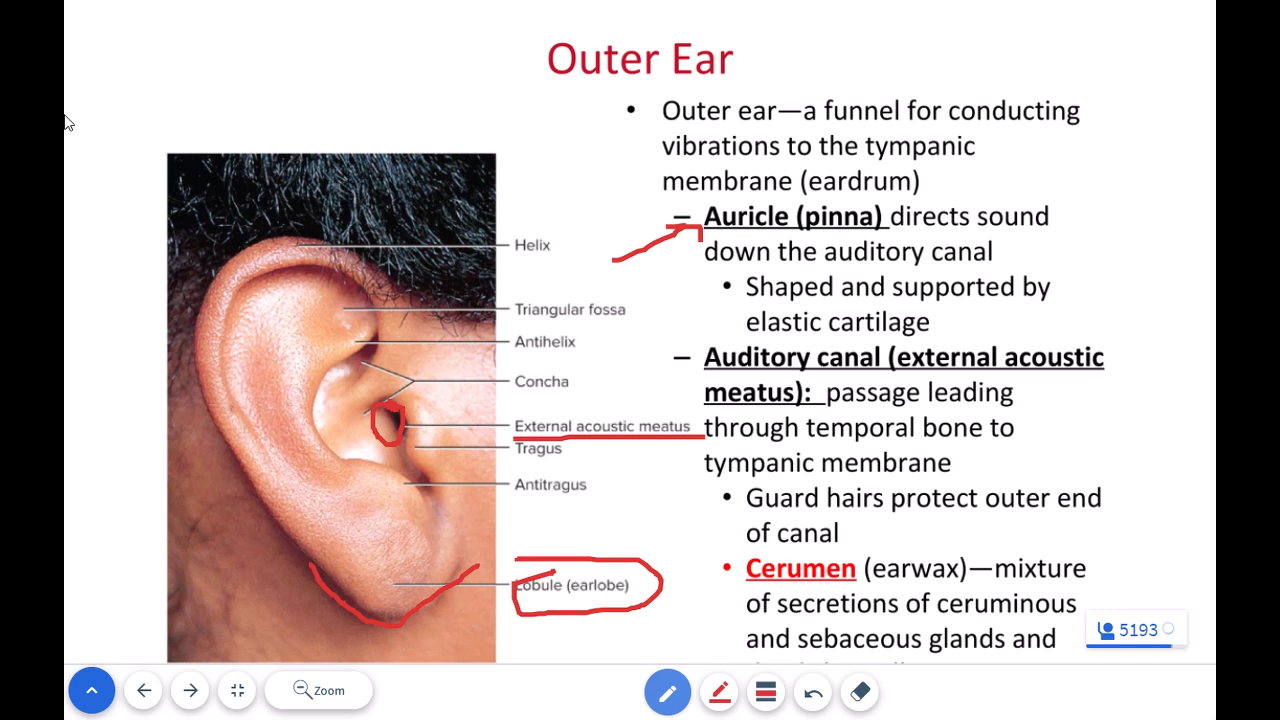 Outer Ear
• Outer ear—a funnel for conducting
vibrations to the tympanic
membrane (eardrum)
– Auricle (pinna) directs sound
down the auditory canal
• Shaped and supported by
elastic cartilage
– Auditory canal (external acoustic
meatus): passage leading
through temporal bone to
tympanic membrane
• Guard hairs protect outer end
of canal
• Cerumen (earwax)—mixture
of secretions of ceruminous
and sebaceous glands and
Helix
Triangular fossa
Antihelix
Concha
External acoustic meatus
Tragus
Antitragus
Lobule (earlobe)
5193
Zoom